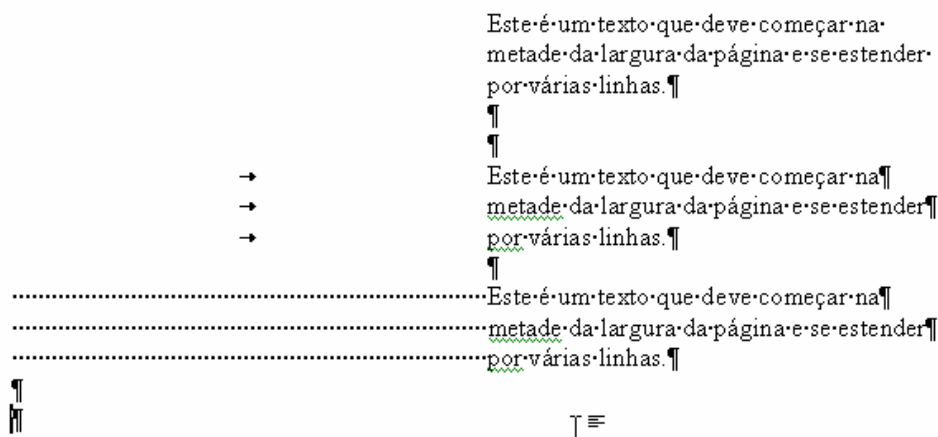 Este·é·um·texto·que·deve·começar·na·
metade·da·largura·da·página·e·se·estender·
por·várias·linhas.¶
¶
¶
→ Este·é·um·texto·que·deve·começar·na¶
→ metade·da·largura·da·página·e·se·estender¶
→ por·várias·linhas.¶
¶
····························································Este·é·um·texto·que·deve·começar·na¶
····························································metade·da·largura·da·página·e·se·estender¶
····························································por·várias·linhas.¶
¶
¶